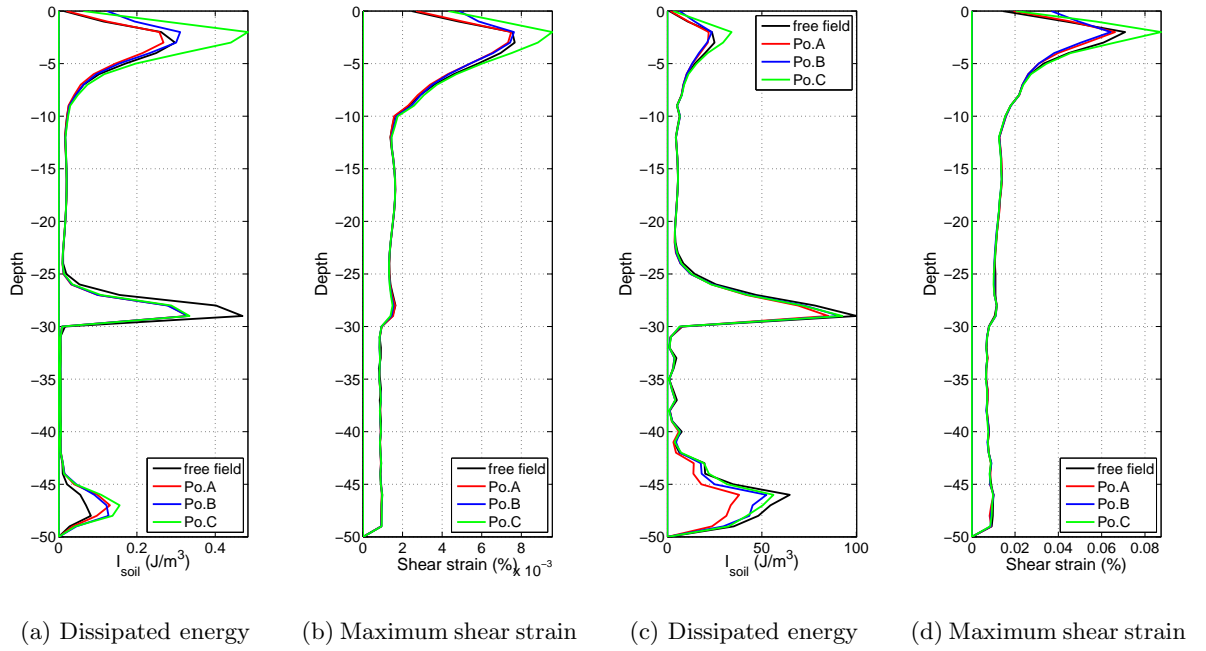 0
−5
−10
−15
−20
−25
−30
−35
−40
−45
−50
Depth
0
0.2
0.4
I_soil (J/m³)
free field
Po.A
Po.B
Po.C
(a) Dissipated energy
0
−5
−10
−15
−20
−25
−30
−35
−40
−45
−50
Depth
0
2
4
6
8
Shear strain (%)
x 10⁻³
free field
Po.A
Po.B
Po.C
(b) Maximum shear strain
0
−5
−10
−15
−20
−25
−30
−35
−40
−45
−50
Depth
0
50
100
I_soil (J/m³)
free field
Po.A
Po.B
Po.C
(c) Dissipated energy
0
−5
−10
−15
−20
−25
−30
−35
−40
−45
−50
Depth
0
0.02
0.04
0.06
0.08
Shear strain (%)
free field
Po.A
Po.B
Po.C
(d) Maximum shear strain